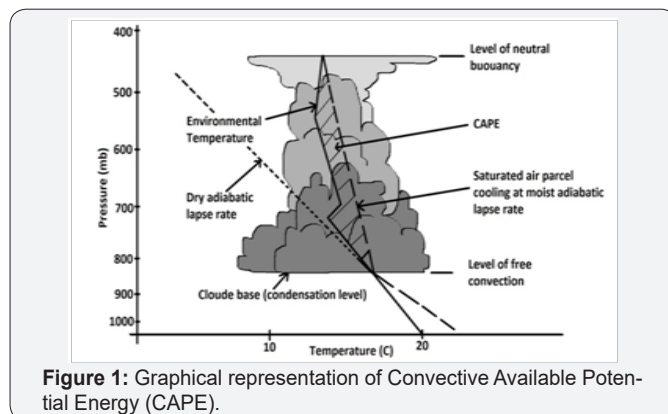 400
500
600
700
800
900
1000
Pressure (mb)
Environmental
Temperature
Dry adiabatic
lapse rate
Cloude base (condensation level)
Level of neutral
bouuancy
CAPE
Saturated air parcel
cooling at moist adiabatic
lapse rate
Level of free
convection
10
Temperature (C)
20
Figure 1: Graphical representation of Convective Available Poten-
tial Energy (CAPE).